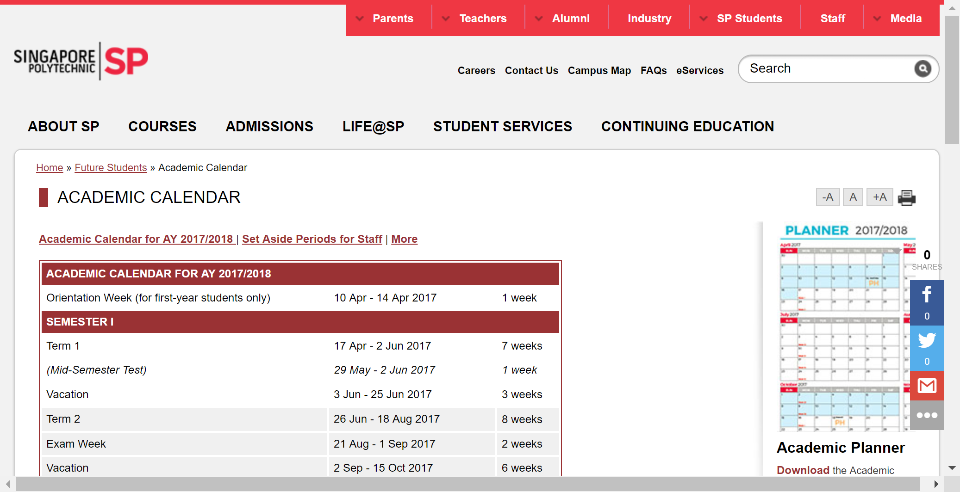 Parents Teachers Alumni Industry SP Students Staff Media
SINGAPORE POLYTECHNIC SP
Careers Contact Us Campus Map FAQs eServices Search
ABOUT SP COURSES ADMISSIONS LIFE@SP STUDENT SERVICES CONTINUING EDUCATION
Home » Future Students » Academic Calendar
ACADEMIC CALENDAR
-A A +A
Academic Calendar for AY 2017/2018 | Set Aside Periods for Staff | More
ACADEMIC CALENDAR FOR AY 2017/2018
Orientation Week (for first-year students only) 10 Apr - 14 Apr 2017 1 week
SEMESTER I
Term 1 17 Apr - 2 Jun 2017 7 weeks
(Mid-Semester Test) 29 May - 2 Jun 2017 1 week
Vacation 3 Jun - 25 Jun 2017 3 weeks
Term 2 26 Jun - 18 Aug 2017 8 weeks
Exam Week 21 Aug - 1 Sep 2017 2 weeks
Vacation 2 Sep - 15 Oct 2017 6 weeks
PLANNER 2017/2018
April 2017
PH
July 2017
October 2017
PH
0
SHARES
0
0
Academic Planner
Download the Academic